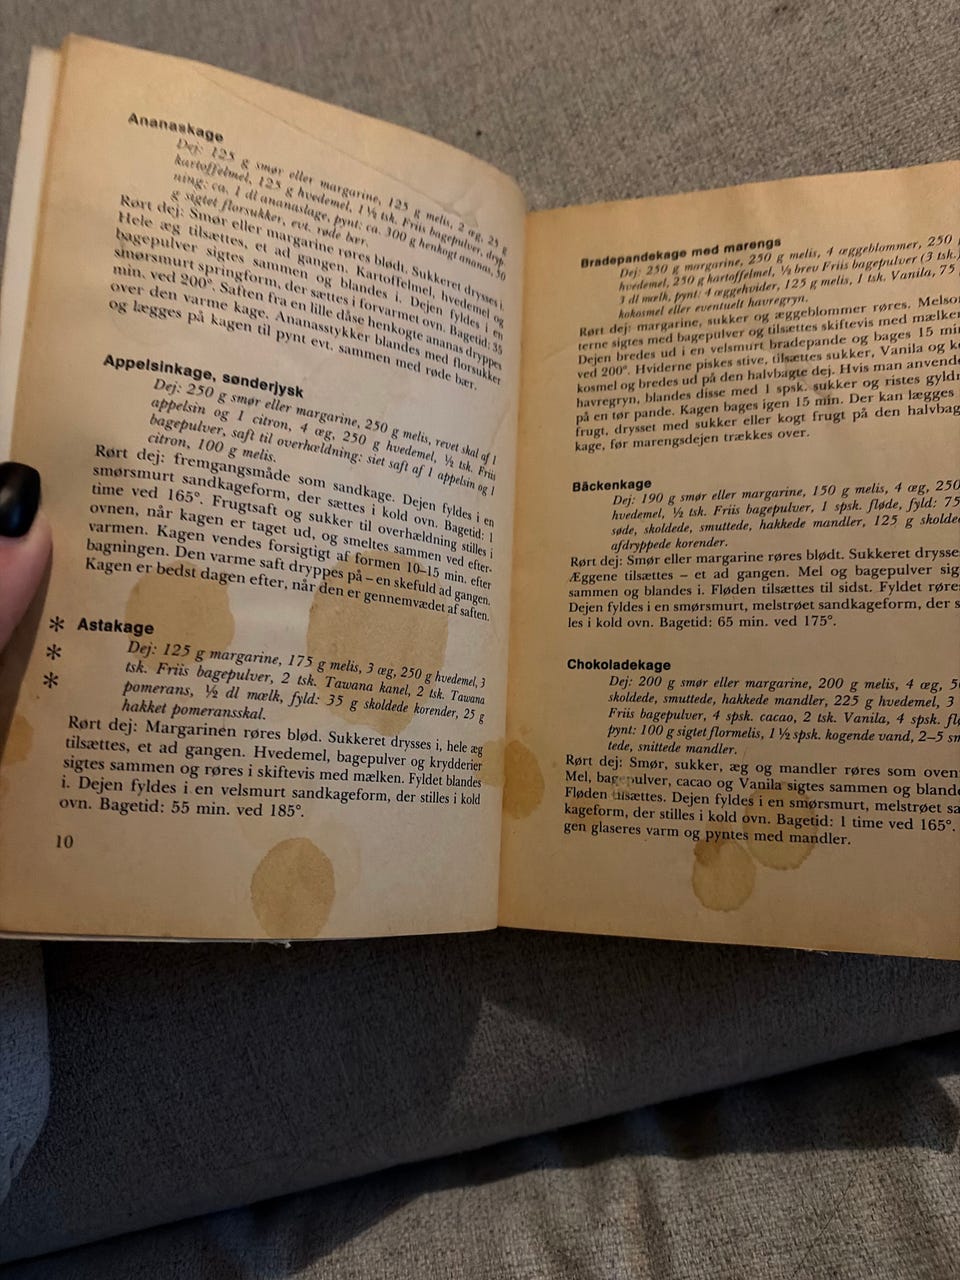 Ananaskage
Dej: 125 g smør eller margarine, 125 g melis, 2 æg, 25 g
kartoffelmel, 125 g hvedemel, 1½ tsk. Friis bagepulver, dryp-
ning: ca. 1 dl ananaslage, pynt: ca. 300 g henkogt ananas, 50
g sigtet florsukker, evt. røde bær.
Rørt dej: Smør eller margarine røres blødt. Sukkeret drysses i.
Hele æg tilsættes, et ad gangen. Kartoffelmel, hvedemel og
bagepulver sigtes sammen og blandes i. Dejen fyldes i en
smørsmurt springform, der sættes i forvarmet ovn. Bagetid: 35
min. ved 200°. Saften fra en lille dåse henkogte ananas dryppes
over den varme kage. Ananasstykker blandes med florsukker
og lægges på kagen til pynt evt. sammen med røde bær.
Appelsinkage, sønderjysk
Dej: 250 g smør eller margarine, 250 g melis, revet skal af 1
appelsin og 1 citron, 4 æg, 250 g hvedemel, ½ tsk. Friis
bagepulver, saft til overhældning: siet saft af 1 appelsin og 1
citron, 100 g melis.
Rørt dej: fremgangsmåde som sandkage. Dejen fyldes i en
smørsmurt sandkageform, der sættes i kold ovn. Bagetid: 1
time ved 165°. Frugtsaft og sukker til overhældning stilles i
ovnen, når kagen er taget ud, og smeltes sammen ved efter-
varmen. Kagen vendes forsigtigt af formen 10–15 min. efter
bagningen. Den varme saft dryppes på – en skefuld ad gangen.
Kagen er bedst dagen efter, når den er gennemvædet af saften.
* Astakage
* Dej: 125 g margarine, 175 g melis, 3 æg, 250 g hvedemel, 3
* tsk. Friis bagepulver, 2 tsk. Tawana kanel, 2 tsk. Tawana
pomerans, ½ dl mælk, fyld: 35 g skoldede korender, 25 g
hakket pomeransskal.
Rørt dej: Margarinen røres blød. Sukkeret drysses i, hele æg
tilsættes, et ad gangen. Hvedemel, bagepulver og krydderier
sigtes sammen og røres i skiftevis med mælken. Fyldet blandes
i. Dejen fyldes i en velsmurt sandkageform, der stilles i kold
ovn. Bagetid: 55 min. ved 185°.
10
Bradepandekage med marengs
Dej: 250 g margarine, 250 g melis, 4 æggeblommer, 250
hvedemel, 250 g kartoffelmel, ½ brev Friis bagepulver (3 tsk.)
3 dl mælk, pynt: 4 æggehvider, 125 g melis, 1 tsk. Vanila, 75
kokosmel eller eventuelt havregryn.
Rørt dej: margarine, sukker og æggeblommer røres. Melsor
terne sigtes med bagepulver og tilsættes skiftevis med mælken
Dejen bredes ud i en velsmurt bradepande og bages 15 min
ved 200°. Hviderne piskes stive, tilsættes sukker, Vanila og ko
kosmel og bredes ud på den halvbagte dej. Hvis man anvende
havregryn, blandes disse med 1 spsk. sukker og ristes gyldn
på en tør pande. Kagen bages igen 15 min. Der kan lægges
frugt, drysset med sukker eller kogt frugt på den halvbag
kage, før marengsdejen trækkes over.
Bäckenkage
Dej: 190 g smør eller margarine, 150 g melis, 4 æg, 250
hvedemel, ½ tsk. Friis bagepulver, 1 spsk. fløde, fyld: 75
søde, skoldede, smuttede, hakkede mandler, 125 g skolde
afdryppede korender.
Rørt dej: Smør eller margarine røres blødt. Sukkeret drysse
Æggene tilsættes – et ad gangen. Mel og bagepulver sig
sammen og blandes i. Fløden tilsættes til sidst. Fyldet røre
Dejen fyldes i en smørsmurt, melstrøet sandkageform, der s
les i kold ovn. Bagetid: 65 min. ved 175°.
Chokoladekage
Dej: 200 g smør eller margarine, 200 g melis, 4 æg, 50
skoldede, smuttede, hakkede mandler, 225 g hvedemel, 3
Friis bagepulver, 4 spsk. cacao, 2 tsk. Vanila, 4 spsk. flø
pynt: 100 g sigtet flormelis, 1½ spsk. kogende vand, 2–5 sm
tede, snittede mandler.
Rørt dej: Smør, sukker, æg og mandler røres som oven
Mel, bagepulver, cacao og Vanila sigtes sammen og bland
Fløden tilsættes. Dejen fyldes i en smørsmurt, melstrøet sa
kageform, der stilles i kold ovn. Bagetid: 1 time ved 165°.
gen glaseres varm og pyntes med mandler.